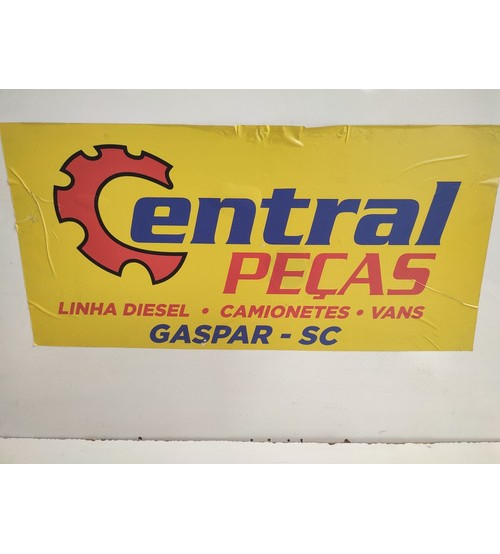 Central
PEÇAS
LINHA DIESEL • CAMIONETES • VANS
GASPAR - SC